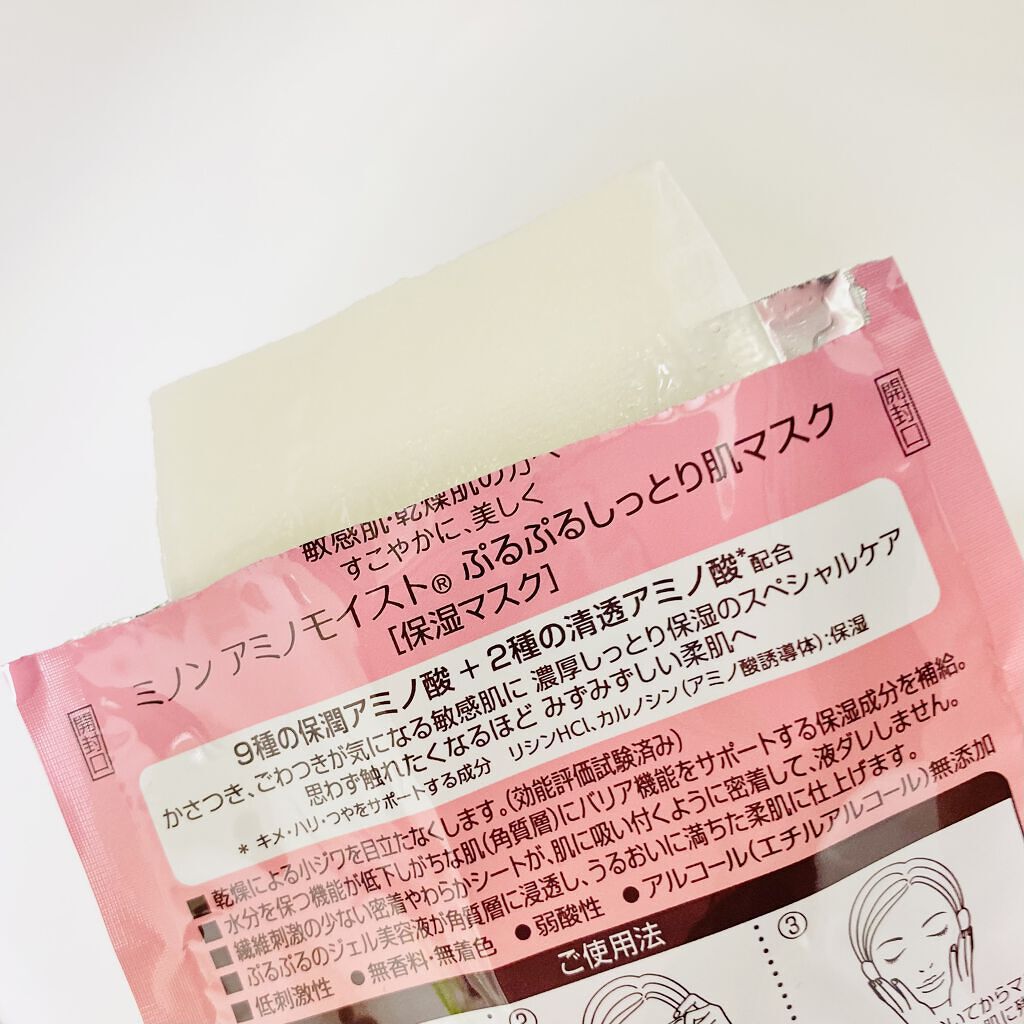 開封口
敏感肌・乾燥肌の方へ
すこやかに、美しく
ミノン アミノモイスト® ぷるぷるしっとり肌マスク
[保湿マスク]
9種の保潤アミノ酸 + 2種の清透アミノ酸*配合
かさつき、ごわつきが気になる敏感肌に 濃厚しっとり保湿のスペシャルケア
思わず触れたくなるほど みずみずしい柔肌へ
* キメ・ハリ・つやをサポートする成分 リシンHCl、カルノシン(アミノ酸誘導体):保湿
開封口
■ 乾燥による小ジワを目立たなくします。(効能評価試験済み)
■ 水分を保つ機能が低下しがちな肌(角質層)にバリア機能をサポートする保湿成分を補給。
■ 繊維刺激の少ない密着やわらかシートが、肌に吸い付くように密着して、液ダレしません。
■ ぷるぷるのジェル美容液が角質層に浸透し、うるおいに満ちた柔肌に仕上げます。
■ 低刺激性 ●無香料・無着色 ●弱酸性 ●アルコール(エチルアルコール)無添加
ご使用法
②
③